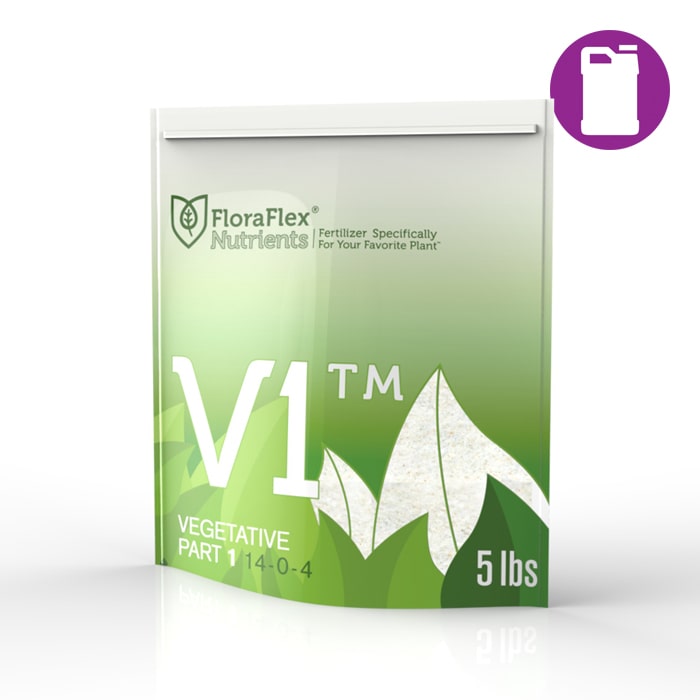 FloraFlex®
Nutrients
Fertilizer Specifically
For Your Favorite Plant™
V1™
VEGETATIVE
PART 1 14-0-4
5 lbs